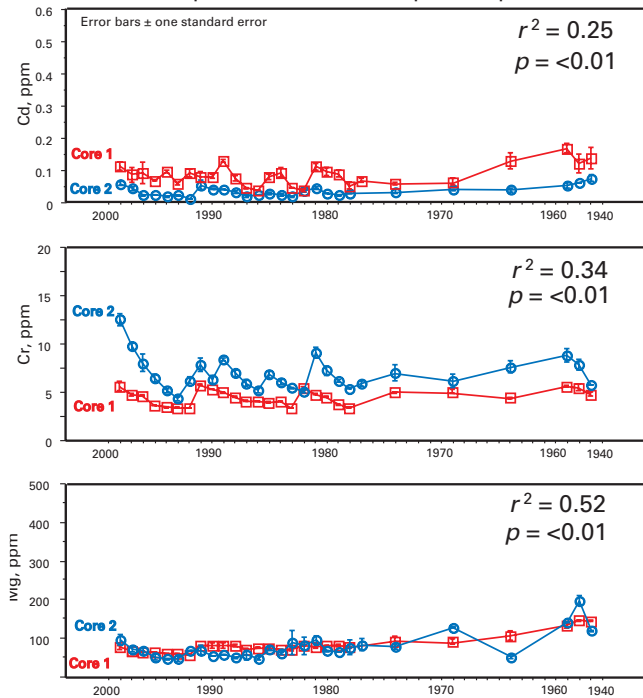 0.6
Error bars ± one standard error
r² = 0.25
p = <0.01
0.5
0.4
Cd, ppm
0.3
0.2
Core 1
0.1
Core 2
0
2000 1990 1980 1970 1960 1940
20
r² = 0.34
p = <0.01
15
Core 2
Cr, ppm
10
5
Core 1
0
2000 1990 1980 1970 1960 1940
500
r² = 0.52
p = <0.01
400
300
, ppm
200
Core 2
100
Core 1
2000 1990 1980 1970 1960 1940